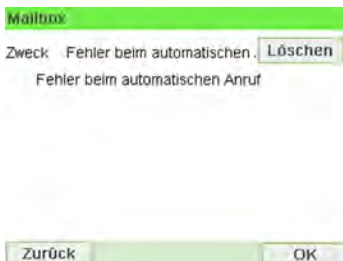 Mailbox
Zweck Fehler beim automatischen . Löschen
Fehler beim automatischen Anruf
Zurück OK